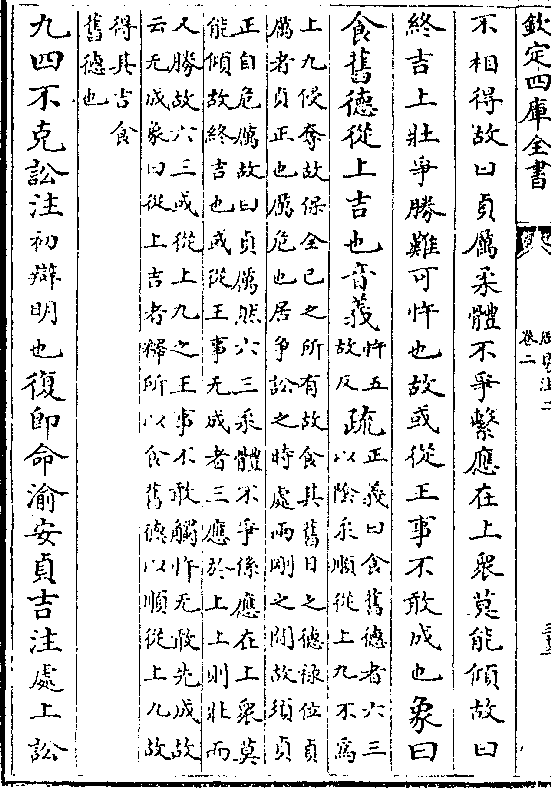 欽定四庫全書
卷二
不相得故曰貞厲柔體不爭繫應在上衆莫能傾故曰
終吉上壯爭勝難可忤也故或從王事不敢成也象曰
食舊德從上吉也音義忤五故反疏正義曰食舊德者六三以陰柔順從上九不為
上九侵奪故保全已之所有故食其舊日之德禄位貞
厲者貞正也厲危也居爭訟之時處兩剛之間故須貞
正自危厲故曰貞厲然六三柔體不爭係應在上衆莫
能傾故終吉也或從王事无成者三應於上上則壯而
又勝故六三或從上九之王事不敢觸忤无敢先成故
云无成象曰從上吉者釋所以食舊德以順從上九故
得其吉食
舊德也
九四不克訟注初辯明也復即命渝安貞吉注處上訟